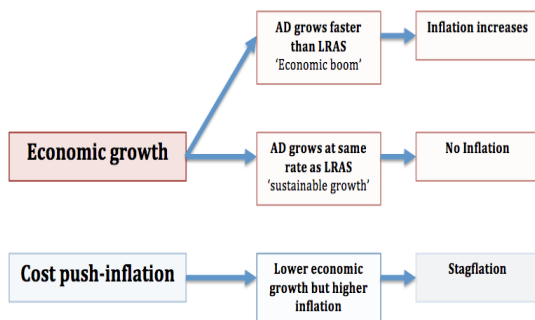 AD grows faster
than LRAS
‘Economic boom’
Inflation increases
Economic growth
AD grows at same
rate as LRAS
‘sustainable growth’
No Inflation
Cost push-inflation
Lower economic
growth but higher
inflation
Stagflation